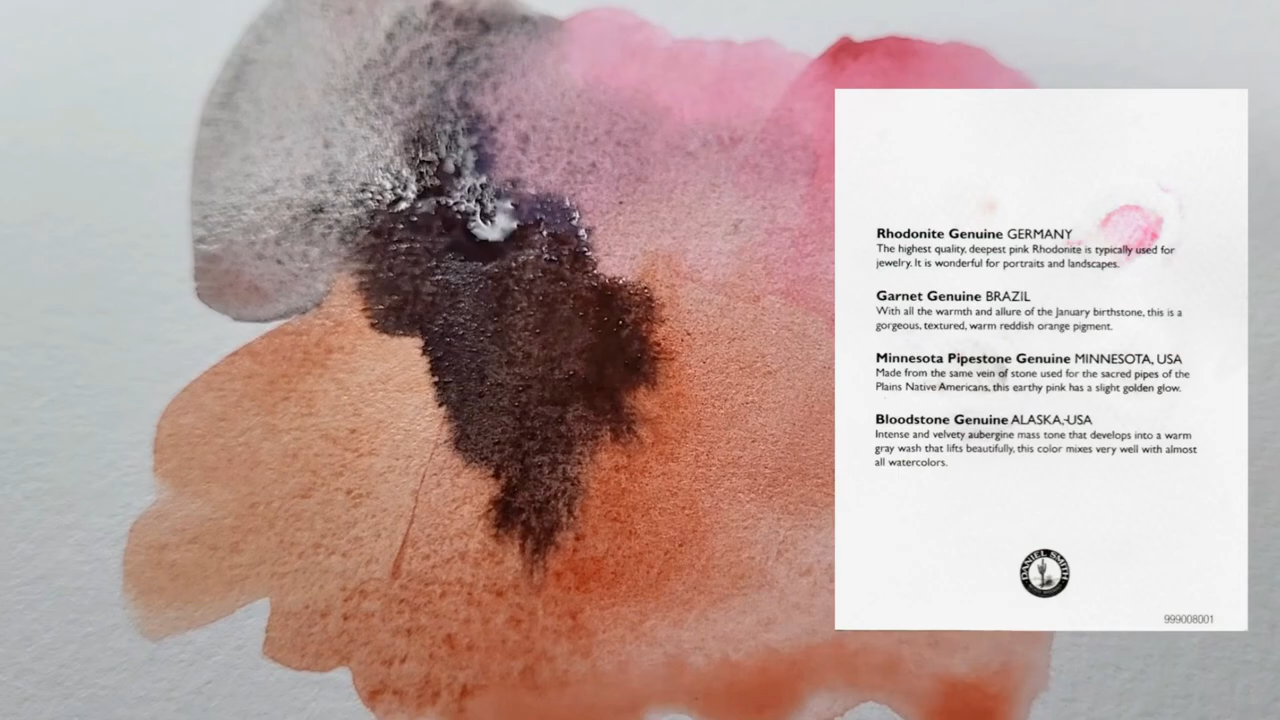 Rhodonite Genuine GERMANY
The highest quality, deepest pink Rhodonite is typically used for
jewelry. It is wonderful for portraits and landscapes.
Garnet Genuine BRAZIL
With all the warmth and allure of the January birthstone, this is a
gorgeous, textured, warm reddish orange pigment.
Minnesota Pipestone Genuine MINNESOTA, USA
Made from the same vein of stone used for the sacred pipes of the
Plains Native Americans, this earthy pink has a slight golden glow.
Bloodstone Genuine ALASKA, USA
Intense and velvety aubergine mass tone that develops into a warm
gray wash that lifts beautifully, this color mixes very well with almost
all watercolors.
DANIEL SMITH
999008001